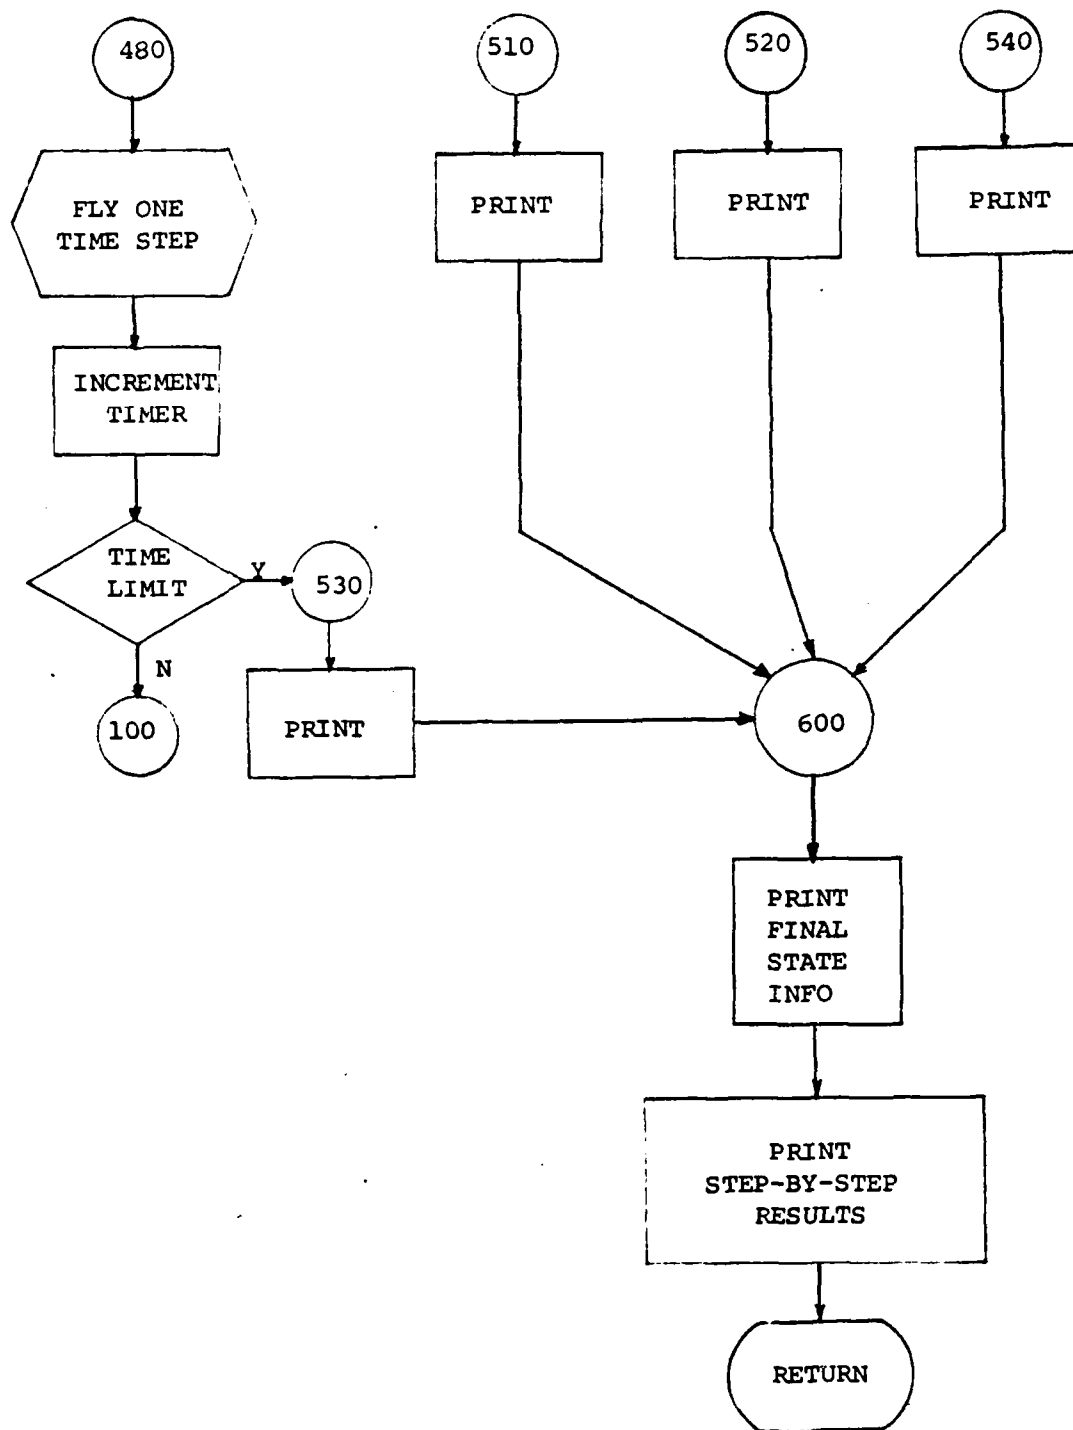 480
510
520
540
FLY ONE
TIME STEP
PRINT
PRINT
PRINT
INCREMENT
TIMER
TIME
LIMIT
Y
530
N
100
PRINT
600
PRINT
FINAL
STATE
INFO
PRINT
STEP-BY-STEP
RESULTS
RETURN